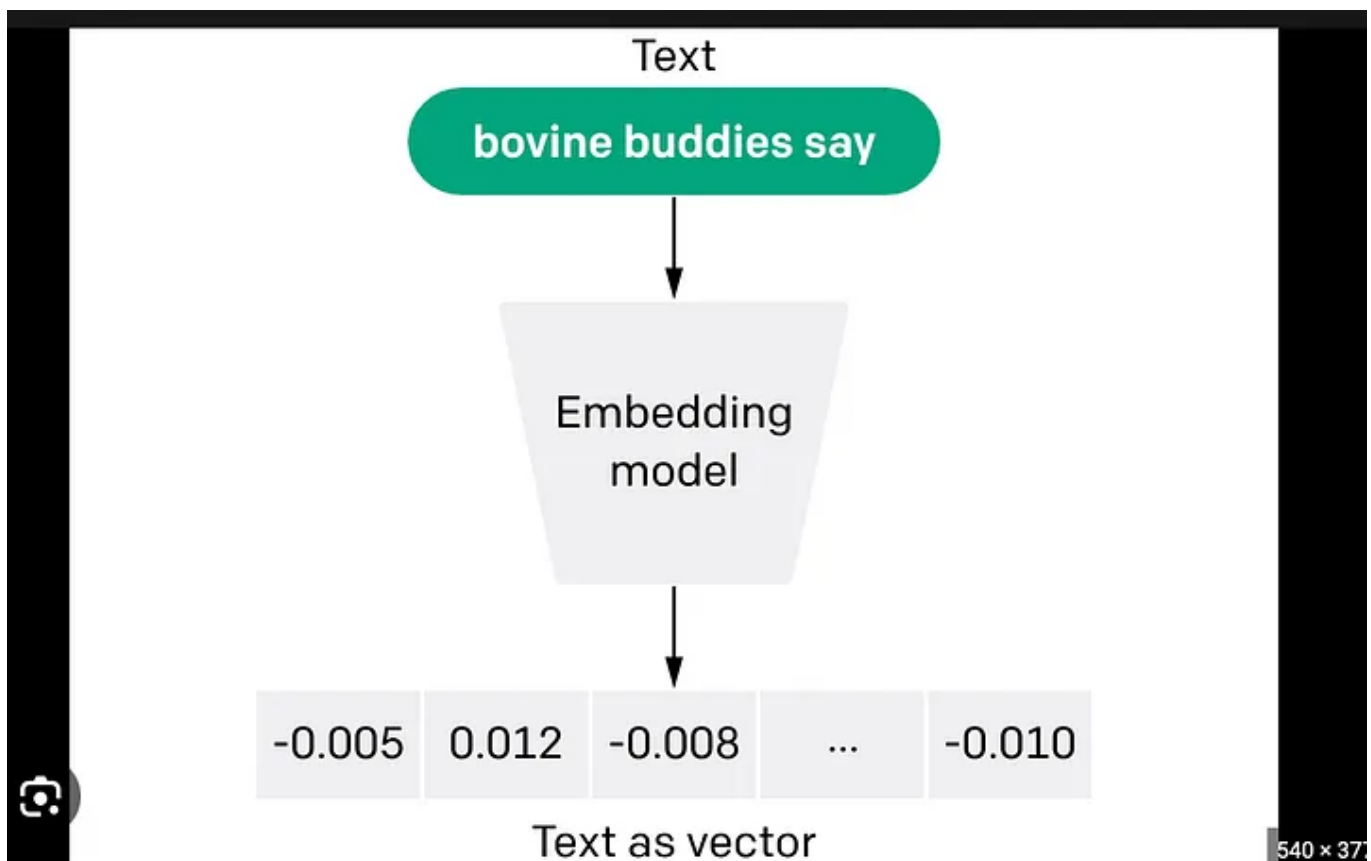 Text
bovine buddies say
Embedding
model
-0.005 0.012 -0.008 ... -0.010
Text as vector